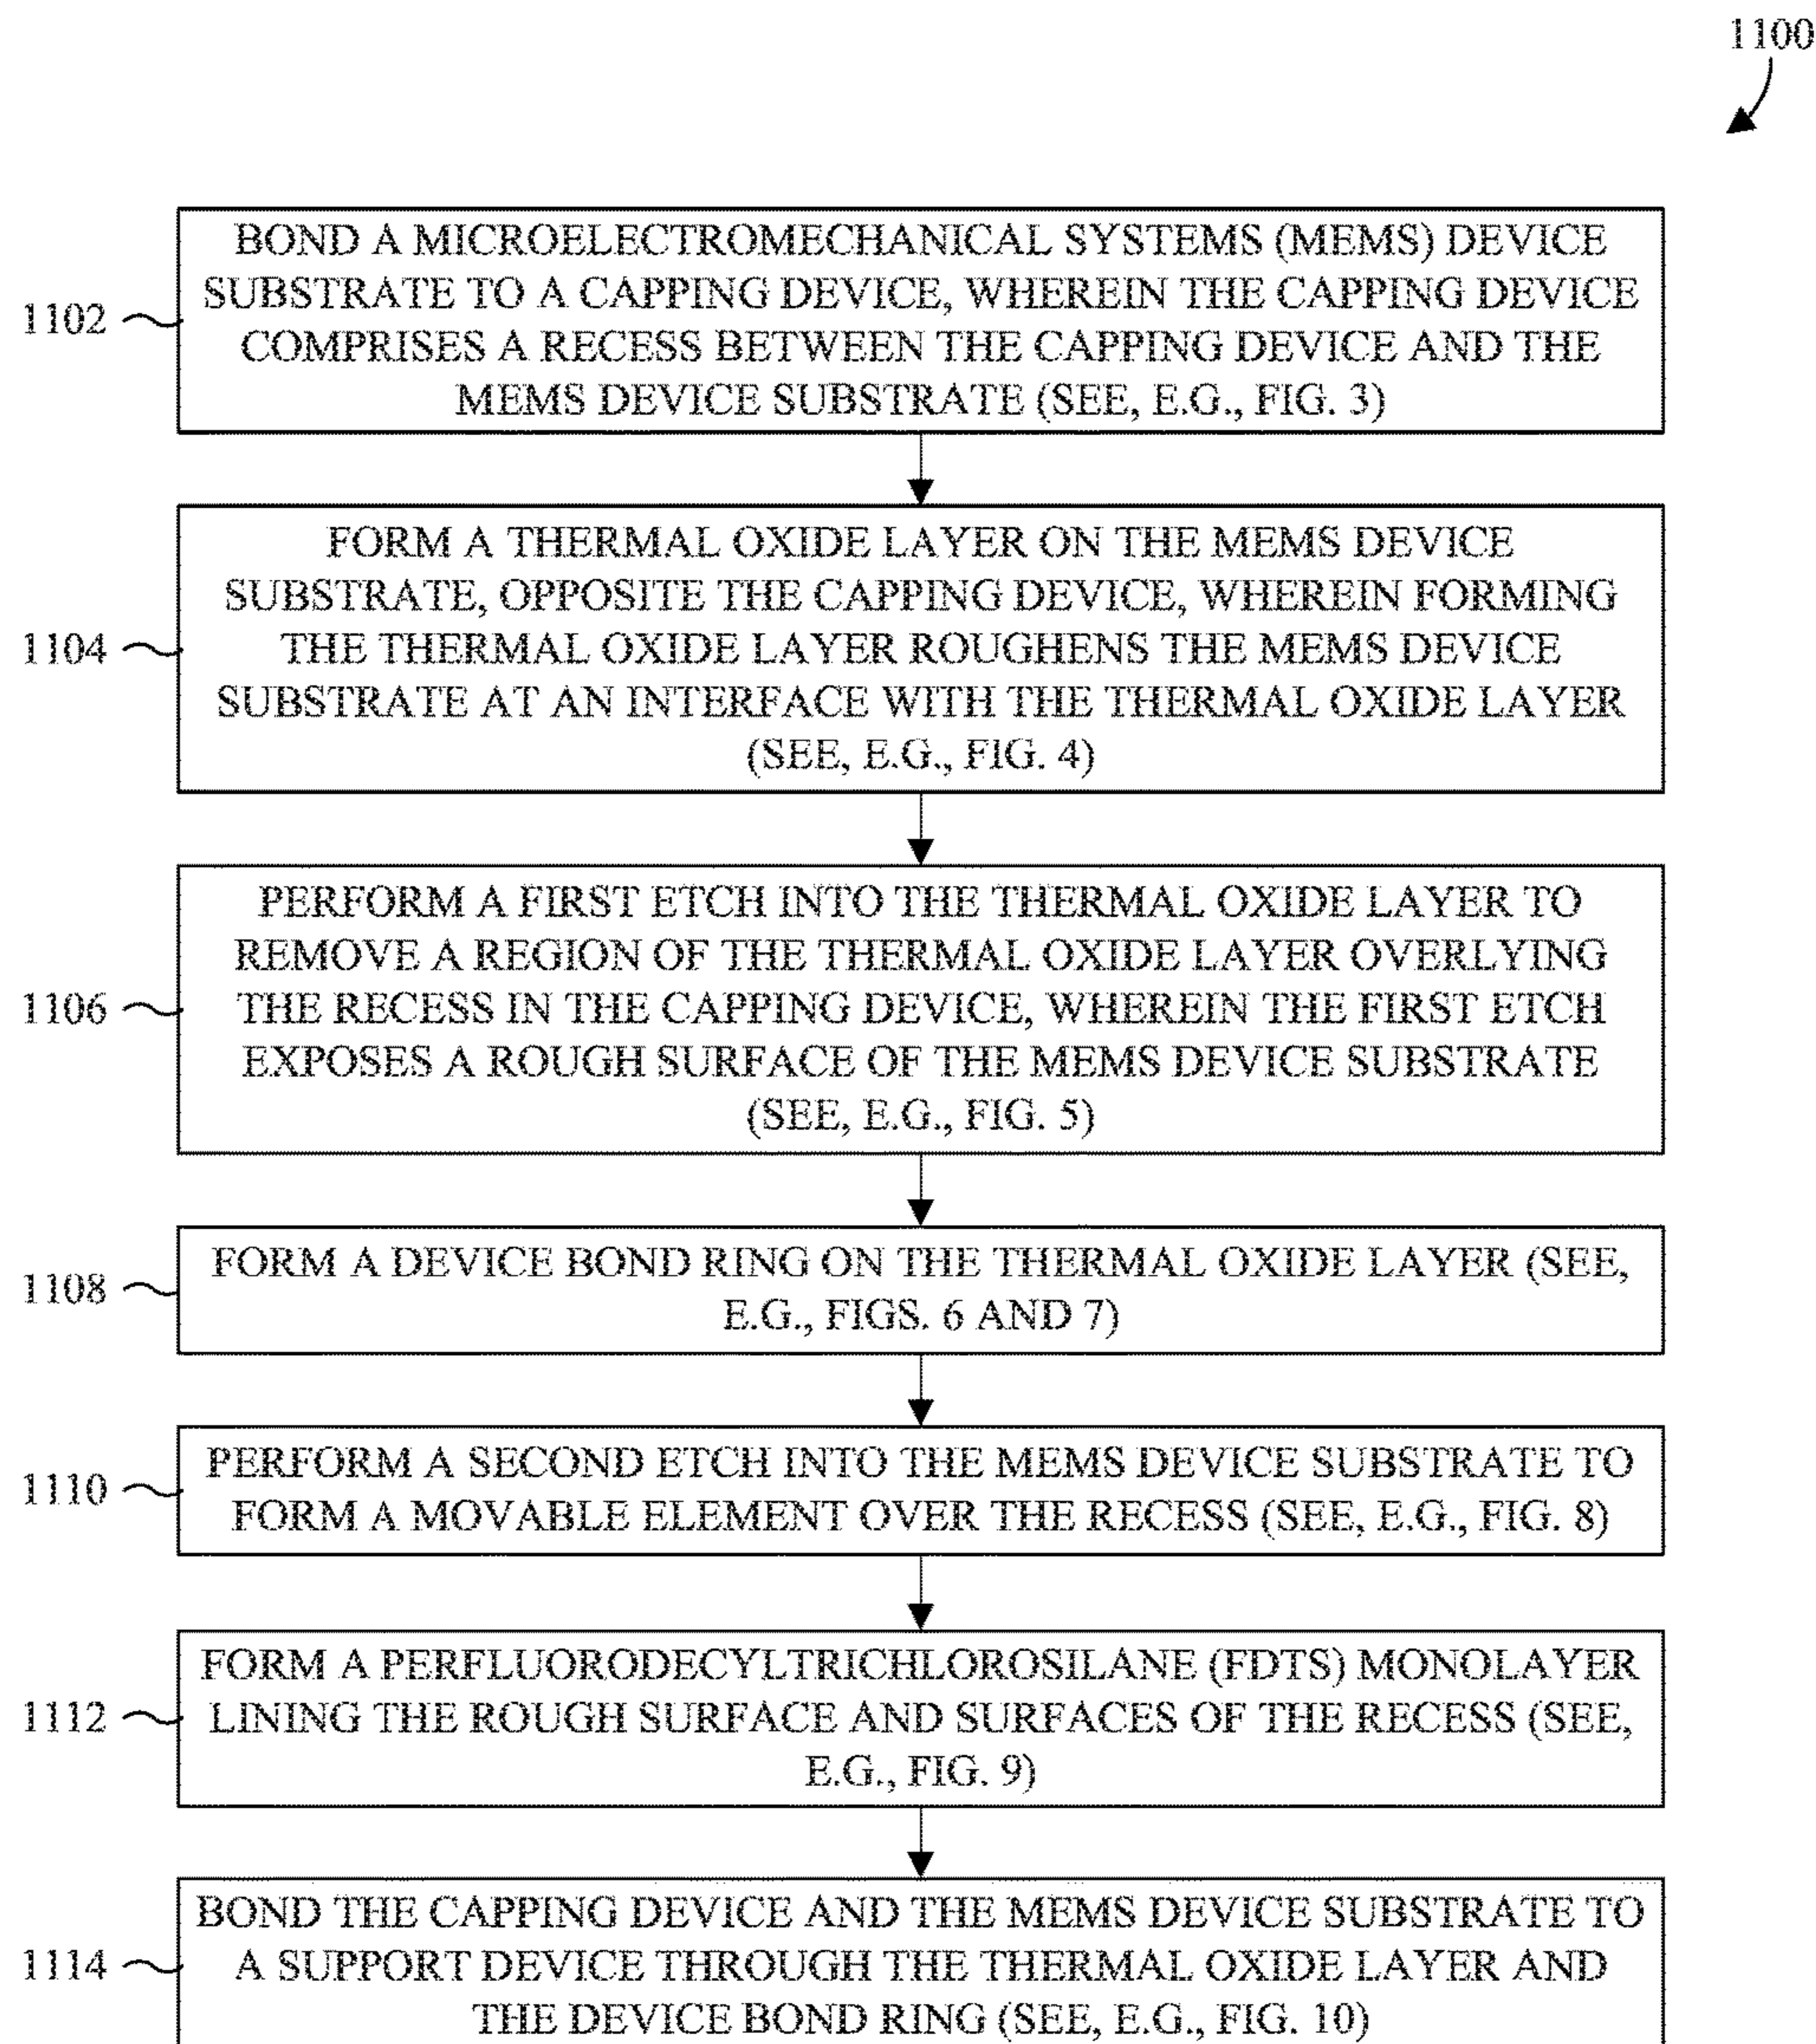 1100
1102
BOND A MICROELECTROMECHANICAL SYSTEMS (MEMS) DEVICE
SUBSTRATE TO A CAPPING DEVICE, WHEREIN THE CAPPING DEVICE
COMPRISES A RECESS BETWEEN THE CAPPING DEVICE AND THE
MEMS DEVICE SUBSTRATE (SEE, E.G., FIG. 3)
1104
FORM A THERMAL OXIDE LAYER ON THE MEMS DEVICE
SUBSTRATE, OPPOSITE THE CAPPING DEVICE, WHEREIN FORMING
THE THERMAL OXIDE LAYER ROUGHENS THE MEMS DEVICE
SUBSTRATE AT AN INTERFACE WITH THE THERMAL OXIDE LAYER
(SEE, E.G., FIG. 4)
1106
PERFORM A FIRST ETCH INTO THE THERMAL OXIDE LAYER TO
REMOVE A REGION OF THE THERMAL OXIDE LAYER OVERLYING
THE RECESS IN THE CAPPING DEVICE, WHEREIN THE FIRST ETCH
EXPOSES A ROUGH SURFACE OF THE MEMS DEVICE SUBSTRATE
(SEE, E.G., FIG. 5)
1108
FORM A DEVICE BOND RING ON THE THERMAL OXIDE LAYER (SEE,
E.G., FIGS. 6 AND 7)
1110
PERFORM A SECOND ETCH INTO THE MEMS DEVICE SUBSTRATE TO
FORM A MOVABLE ELEMENT OVER THE RECESS (SEE, E.G., FIG. 8)
1112
FORM A PERFLUORODECYLTRICHLOROSILANE (FDTS) MONOLAYER
LINING THE ROUGH SURFACE AND SURFACES OF THE RECESS (SEE,
E.G., FIG. 9)
1114
BOND THE CAPPING DEVICE AND THE MEMS DEVICE SUBSTRATE TO
A SUPPORT DEVICE THROUGH THE THERMAL OXIDE LAYER AND
THE DEVICE BOND RING (SEE, E.G., FIG. 10)